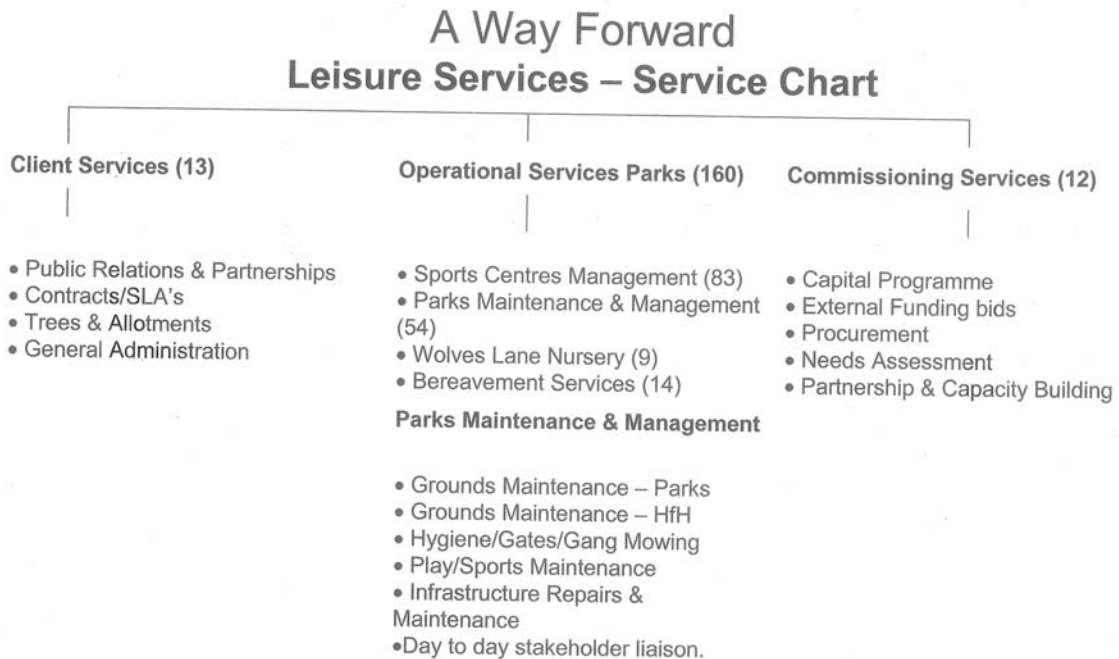 A Way Forward
Leisure Services – Service Chart
Client Services (13)
• Public Relations & Partnerships
• Contracts/SLA's
• Trees & Allotments
• General Administration
Operational Services Parks (160)
• Sports Centres Management (83)
• Parks Maintenance & Management
(54)
• Wolves Lane Nursery (9)
• Bereavement Services (14)
Parks Maintenance & Management
• Grounds Maintenance – Parks
• Grounds Maintenance – HfH
• Hygiene/Gates/Gang Mowing
• Play/Sports Maintenance
• Infrastructure Repairs &
Maintenance
•Day to day stakeholder liaison.
Commissioning Services (12)
• Capital Programme
• External Funding bids
• Procurement
• Needs Assessment
• Partnership & Capacity Building